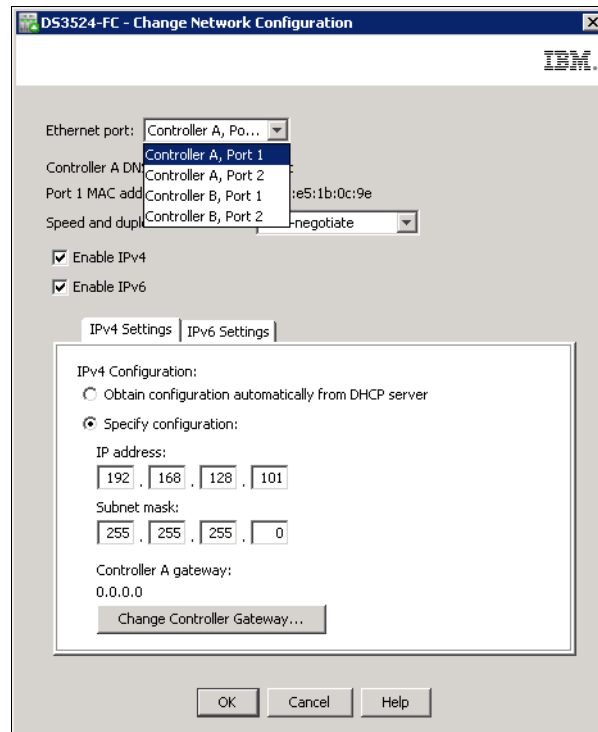 DS3524-FC - Change Network Configuration
IBM.
Ethernet port: Controller A, Po...
Controller A, Port 1
Controller A DN
Controller A, Port 2
Port 1 MAC add :e5:1b:0c:9e
Controller B, Port 1
Controller B, Port 2
Speed and duple -negotiate
Enable IPv4
Enable IPv6
IPv4 Settings IPv6 Settings
IPv4 Configuration:
Obtain configuration automatically from DHCP server
Specify configuration:
IP address:
192 . 168 . 128 . 101
Subnet mask:
255 . 255 . 255 . 0
Controller A gateway:
0.0.0.0
Change Controller Gateway...
OK Cancel Help